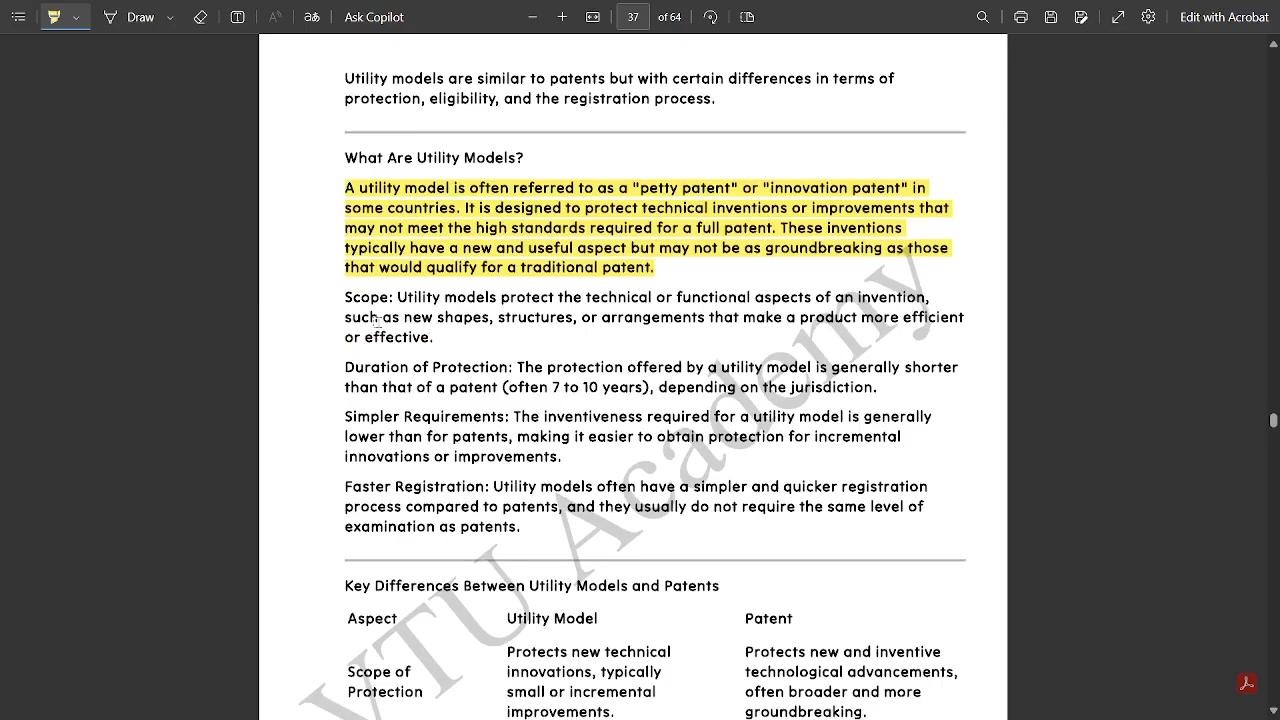 Draw
Ask Copilot
37 of 64
Edit with Acrobat
Utility models are similar to patents but with certain differences in terms of
protection, eligibility, and the registration process.
What Are Utility Models?
A utility model is often referred to as a "petty patent" or "innovation patent" in
some countries. It is designed to protect technical inventions or improvements that
may not meet the high standards required for a full patent. These inventions
typically have a new and useful aspect but may not be as groundbreaking as those
that would qualify for a traditional patent.
Scope: Utility models protect the technical or functional aspects of an invention,
such as new shapes, structures, or arrangements that make a product more efficient
or effective.
Duration of Protection: The protection offered by a utility model is generally shorter
than that of a patent (often 7 to 10 years), depending on the jurisdiction.
Simpler Requirements: The inventiveness required for a utility model is generally
lower than for patents, making it easier to obtain protection for incremental
innovations or improvements.
Faster Registration: Utility models often have a simpler and quicker registration
process compared to patents, and they usually do not require the same level of
examination as patents.
Key Differences Between Utility Models and Patents
Aspect Utility Model Patent
Protects new technical Protects new and inventive
Scope of innovations, typically technological advancements,
Protection small or incremental often broader and more
improvements. groundbreaking.
VTU Academy